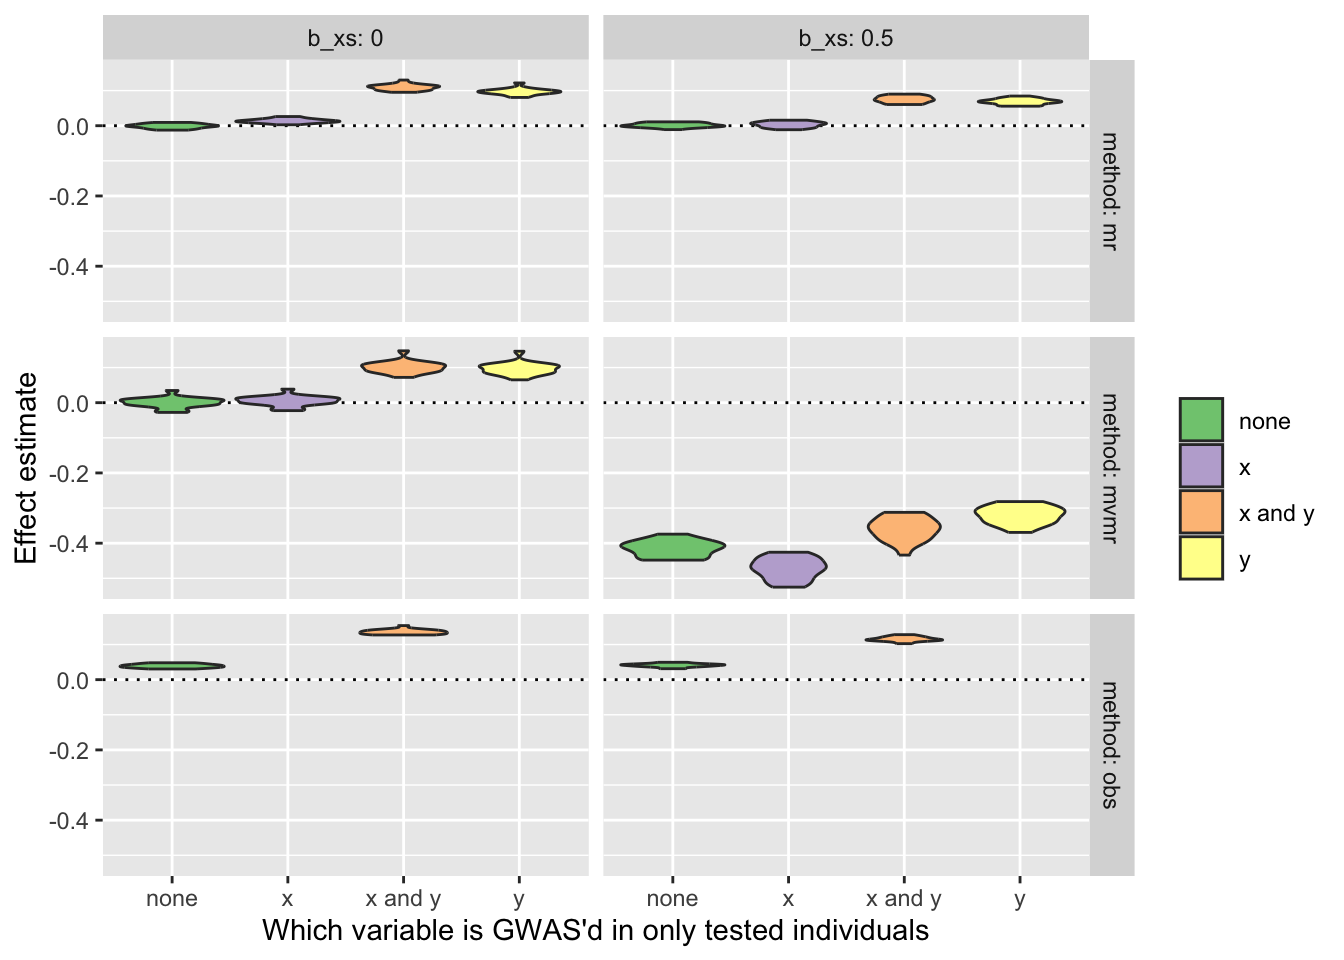 b_xs: 0
b_xs: 0.5
0.0
-0.2
-0.4
method: mr
0.0
-0.2
-0.4
method: mvmr
0.0
-0.2
-0.4
method: obs
Effect estimate
none
x
x and y
y
none
x
x and y
y
Which variable is GWAS'd in only tested individuals
none
x
x and y
y